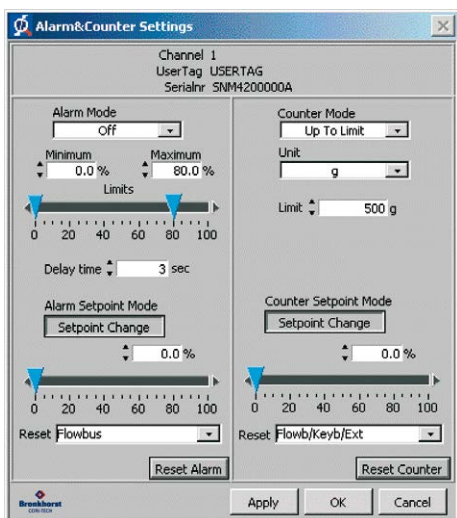 Alarm&Counter Settings
Channel 1
UserTag USERTAG
Serialnr SNM4200000A
Alarm Mode
Off
Minimum
Maximum
0.0 %
80.0 %
Limits
0 20 40 60 80 100
Delay time 3 sec
Alarm Setpoint Mode
Setpoint Change
0.0 %
0 20 40 60 80 100
Reset Flowbus
Reset Alarm
Counter Mode
Up To Limit
Unit
g
Limit 500 g
Counter Setpoint Mode
Setpoint Change
0.0 %
0 20 40 60 80 100
Reset Flowb/Keyb/Ext
Reset Counter
Bronkhorst
Apply
OK
Cancel